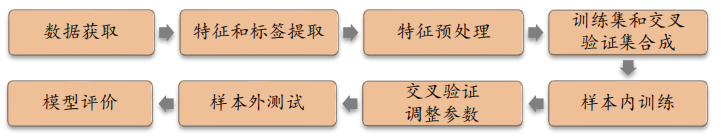 数据获取
特征和标签提取
特征预处理
训练集和交叉
验证集合成
样本内训练
交叉验证
调整参数
样本外测试
模型评价